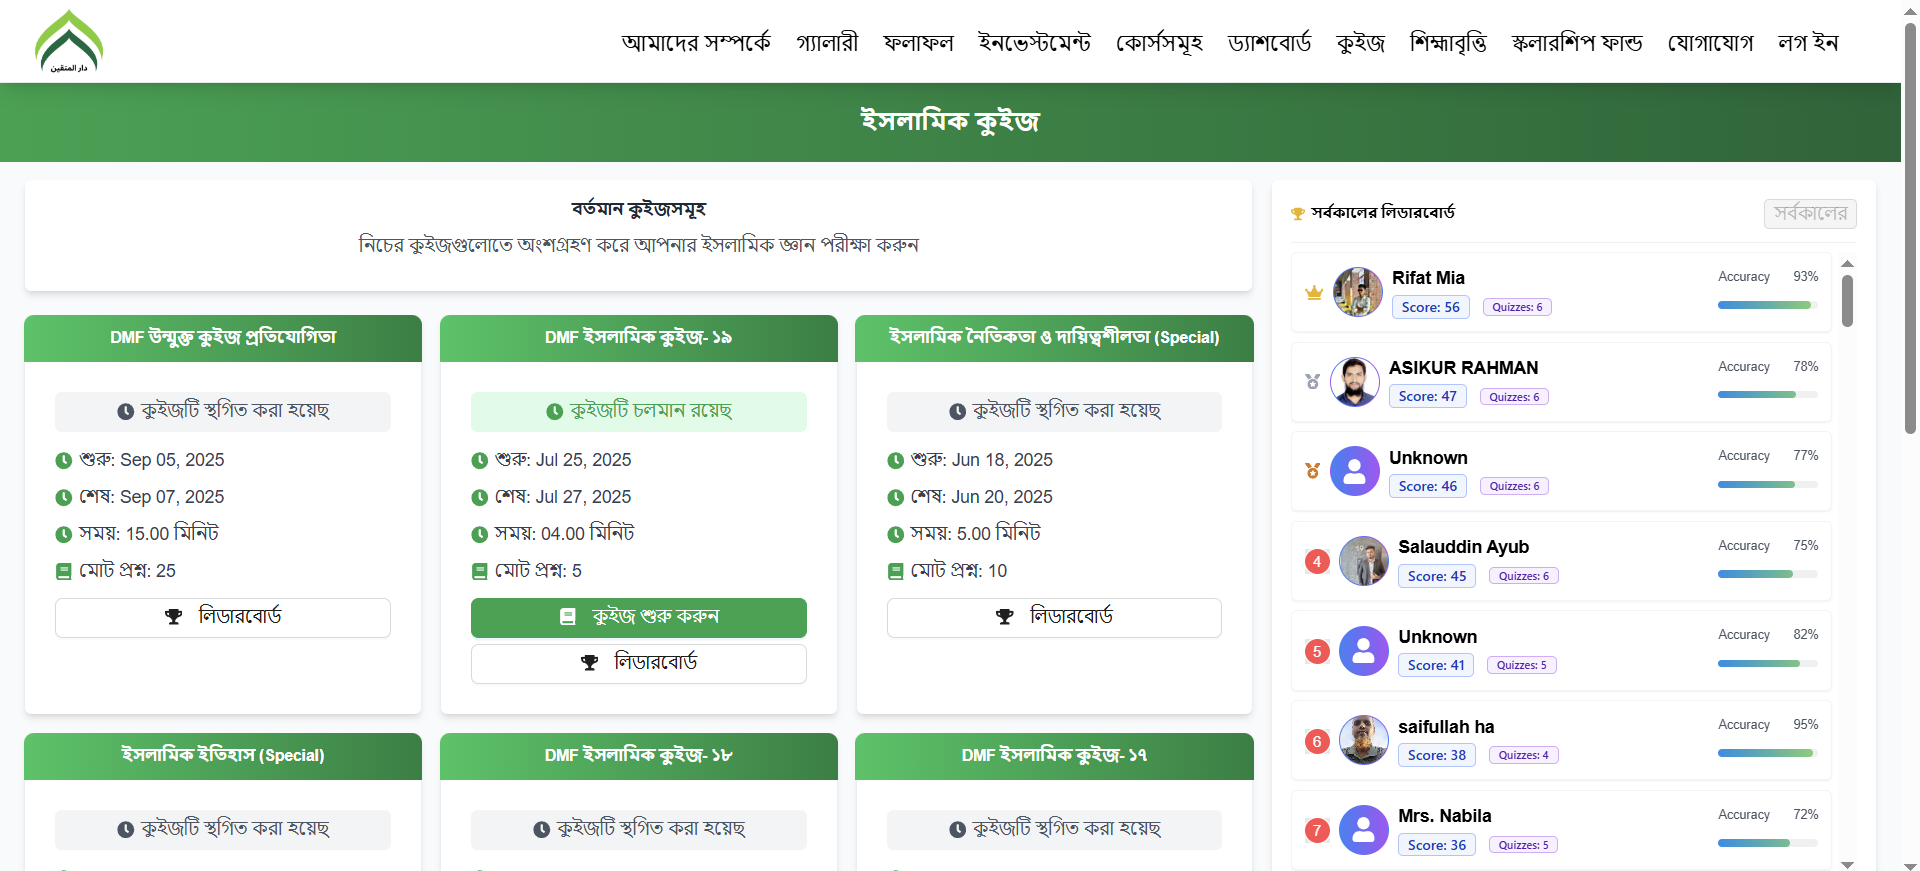 دار المتقين
আমাদের সম্পর্কে গ্যালারী ফলাফল ইনভেস্টমেন্ট কোর্সসমূহ ড্যাশবোর্ড কুইজ শিক্ষাবৃত্তি স্কলারশিপ ফান্ড যোগাযোগ লগ ইন
ইসলামিক কুইজ
বর্তমান কুইজসমূহ
নিচের কুইজগুলোতে অংশগ্রহণ করে আপনার ইসলামিক জ্ঞান পরীক্ষা করুন
DMF উন্মুক্ত কুইজ প্রতিযোগিতা
কুইজটি স্থগিত করা হয়েছ
শুরু: Sep 05, 2025
শেষ: Sep 07, 2025
সময়: 15.00 মিনিট
মোট প্রশ্ন: 25
লিডারবোর্ড
DMF ইসলামিক কুইজ- ১৯
কুইজটি চলমান রয়েছ
শুরু: Jul 25, 2025
শেষ: Jul 27, 2025
সময়: 04.00 মিনিট
মোট প্রশ্ন: 5
কুইজ শুরু করুন
লিডারবোর্ড
ইসলামিক নৈতিকতা ও দায়িত্বশীলতা (Special)
কুইজটি স্থগিত করা হয়েছ
শুরু: Jun 18, 2025
শেষ: Jun 20, 2025
সময়: 5.00 মিনিট
মোট প্রশ্ন: 10
লিডারবোর্ড
ইসলামিক ইতিহাস (Special)
কুইজটি স্থগিত করা হয়েছ
DMF ইসলামিক কুইজ- ১৮
কুইজটি স্থগিত করা হয়েছ
DMF ইসলামিক কুইজ- ১৭
কুইজটি স্থগিত করা হয়েছ
সর্বকালের লিডারবোর্ড
সর্বকালের
Rifat Mia
Score: 56 Quizzes: 6
Accuracy 93%
ASIKUR RAHMAN
Score: 47 Quizzes: 6
Accuracy 78%
Unknown
Score: 46 Quizzes: 6
Accuracy 77%
4
Salauddin Ayub
Score: 45 Quizzes: 6
Accuracy 75%
5
Unknown
Score: 41 Quizzes: 5
Accuracy 82%
6
saifullah ha
Score: 38 Quizzes: 4
Accuracy 95%
7
Mrs. Nabila
Score: 36 Quizzes: 5
Accuracy 72%